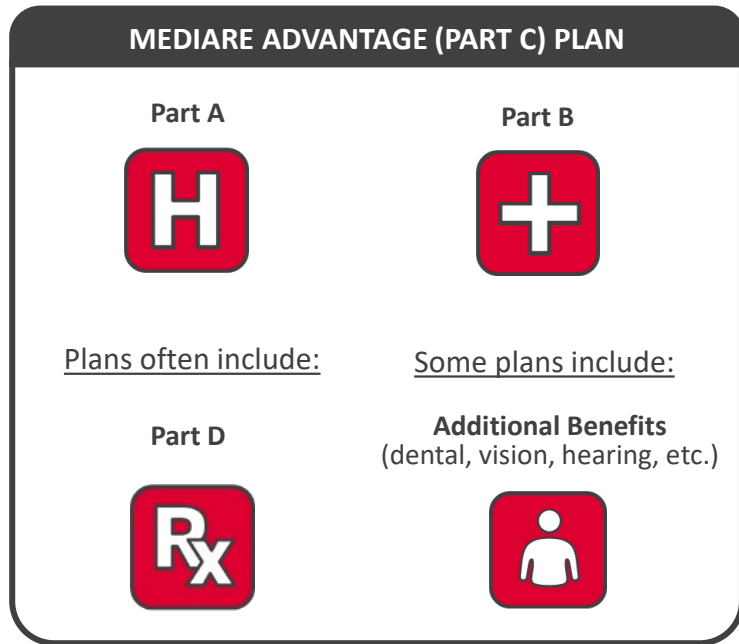 MEDIARE ADVANTAGE (PART C) PLAN
Part A
Part B
H
Plans often include:
Some plans include:
Part D
Additional Benefits
(dental, vision, hearing, etc.)
Rx